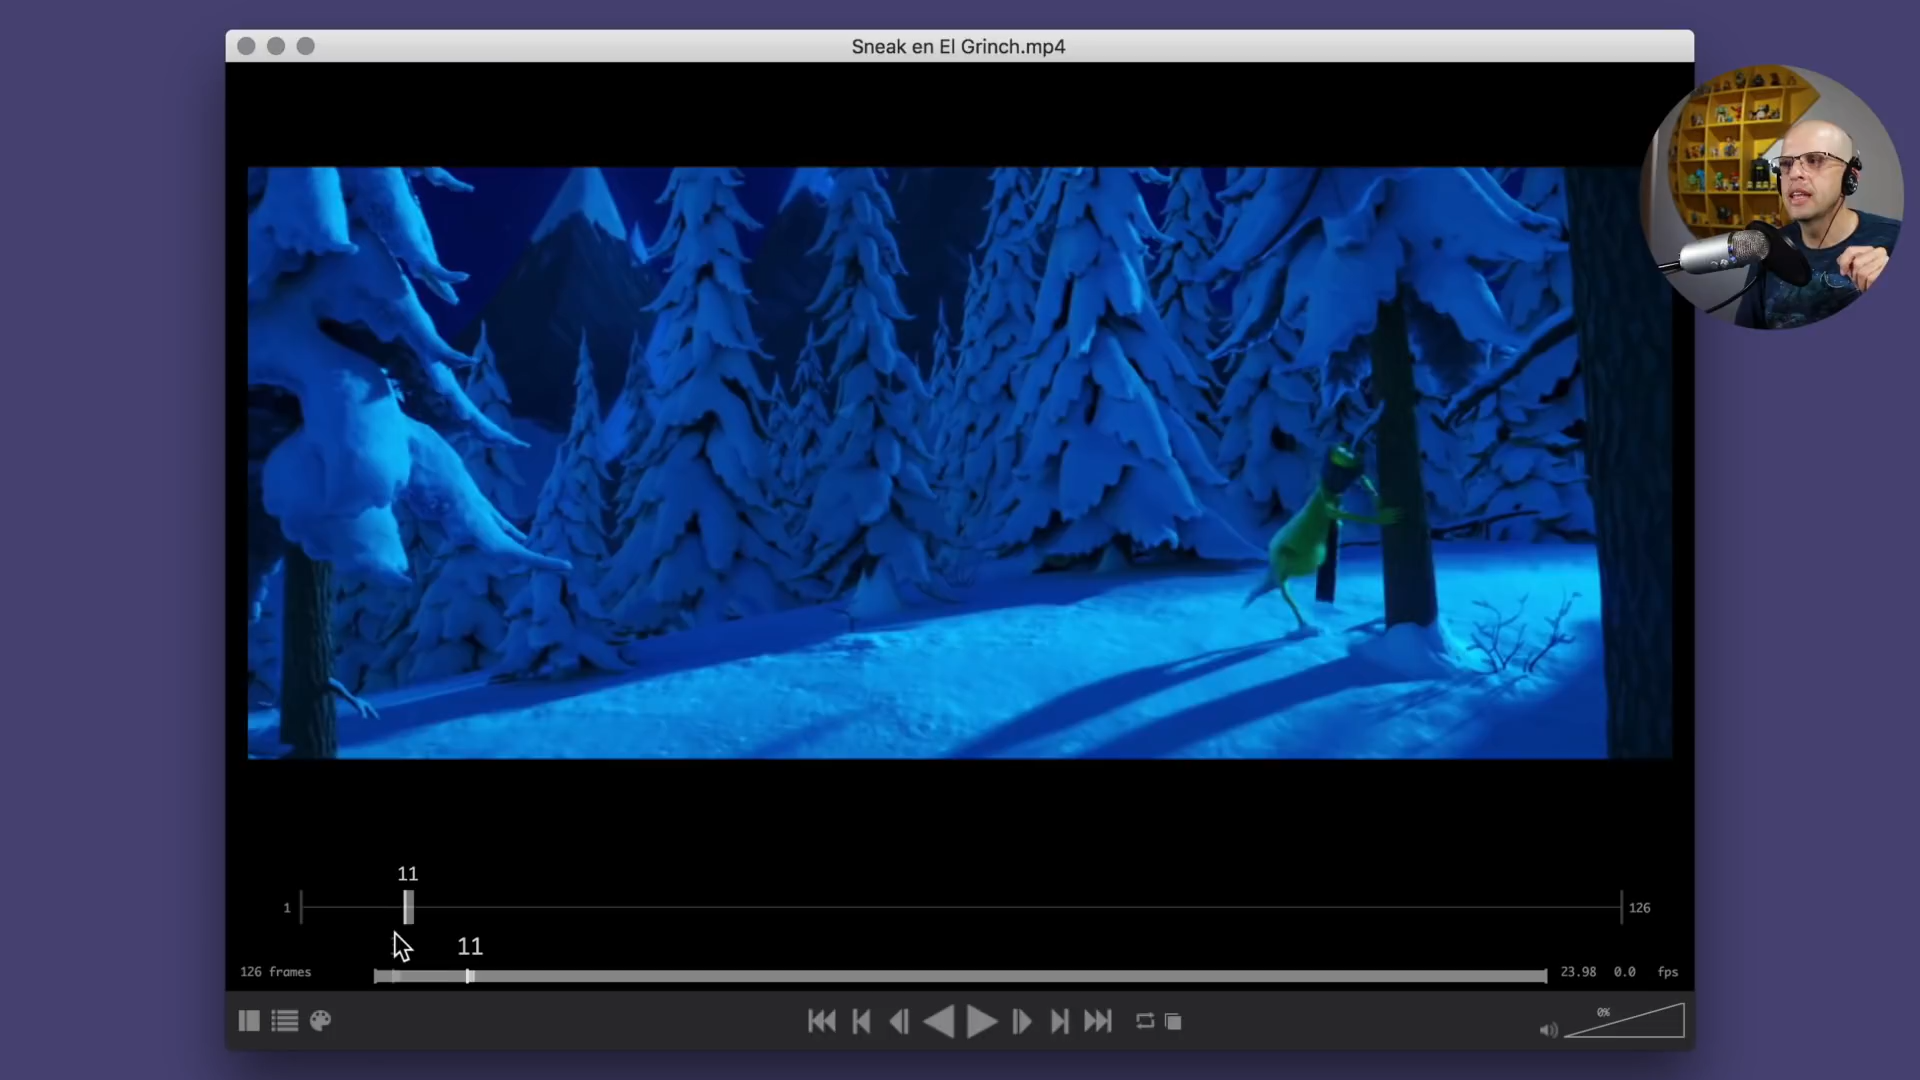 Sneak en El Grinch.mp4
11
1
126
11
126 frames
23.98 0.0 fps
0%